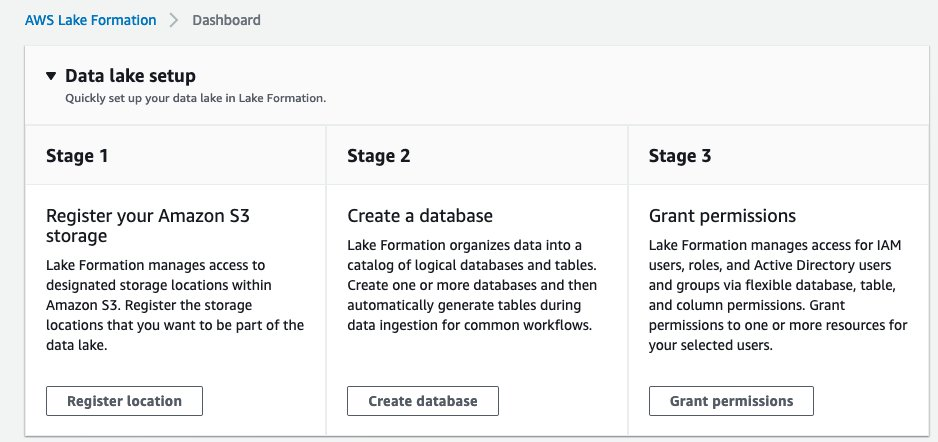 AWS Lake Formation > Dashboard
Data lake setup
Quickly set up your data lake in Lake Formation.
Stage 1
Register your Amazon S3
storage
Lake Formation manages access to
designated storage locations within
Amazon S3. Register the storage
locations that you want to be part of the
data lake.
Register location
Stage 2
Create a database
Lake Formation organizes data into a
catalog of logical databases and tables.
Create one or more databases and then
automatically generate tables during
data ingestion for common workflows.
Create database
Stage 3
Grant permissions
Lake Formation manages access for IAM
users, roles, and Active Directory users
and groups via flexible database, table,
and column permissions. Grant
permissions to one or more resources for
your selected users.
Grant permissions